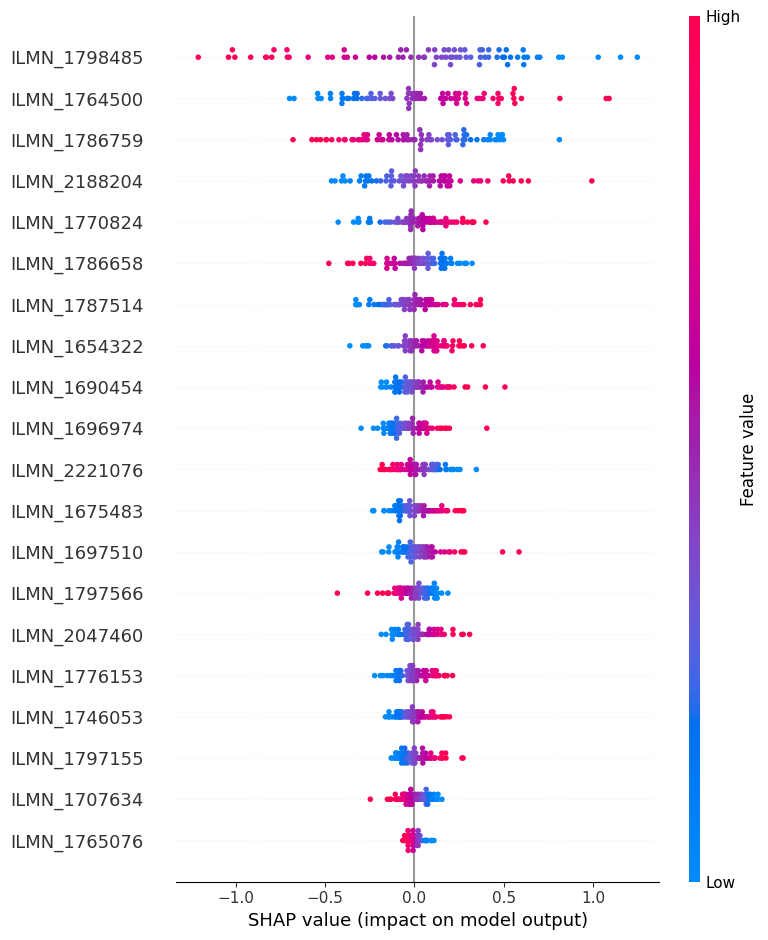 High
ILMN_1798485
ILMN_1764500
ILMN_1786759
ILMN_2188204
ILMN_1770824
ILMN_1786658
ILMN_1787514
ILMN_1654322
ILMN_1690454
ILMN_1696974
ILMN_2221076
ILMN_1675483
ILMN_1697510
ILMN_1797566
ILMN_2047460
ILMN_1776153
ILMN_1746053
ILMN_1797155
ILMN_1707634
ILMN_1765076
Feature value
Low
−1.0 −0.5 0.0 0.5 1.0
SHAP value (impact on model output)